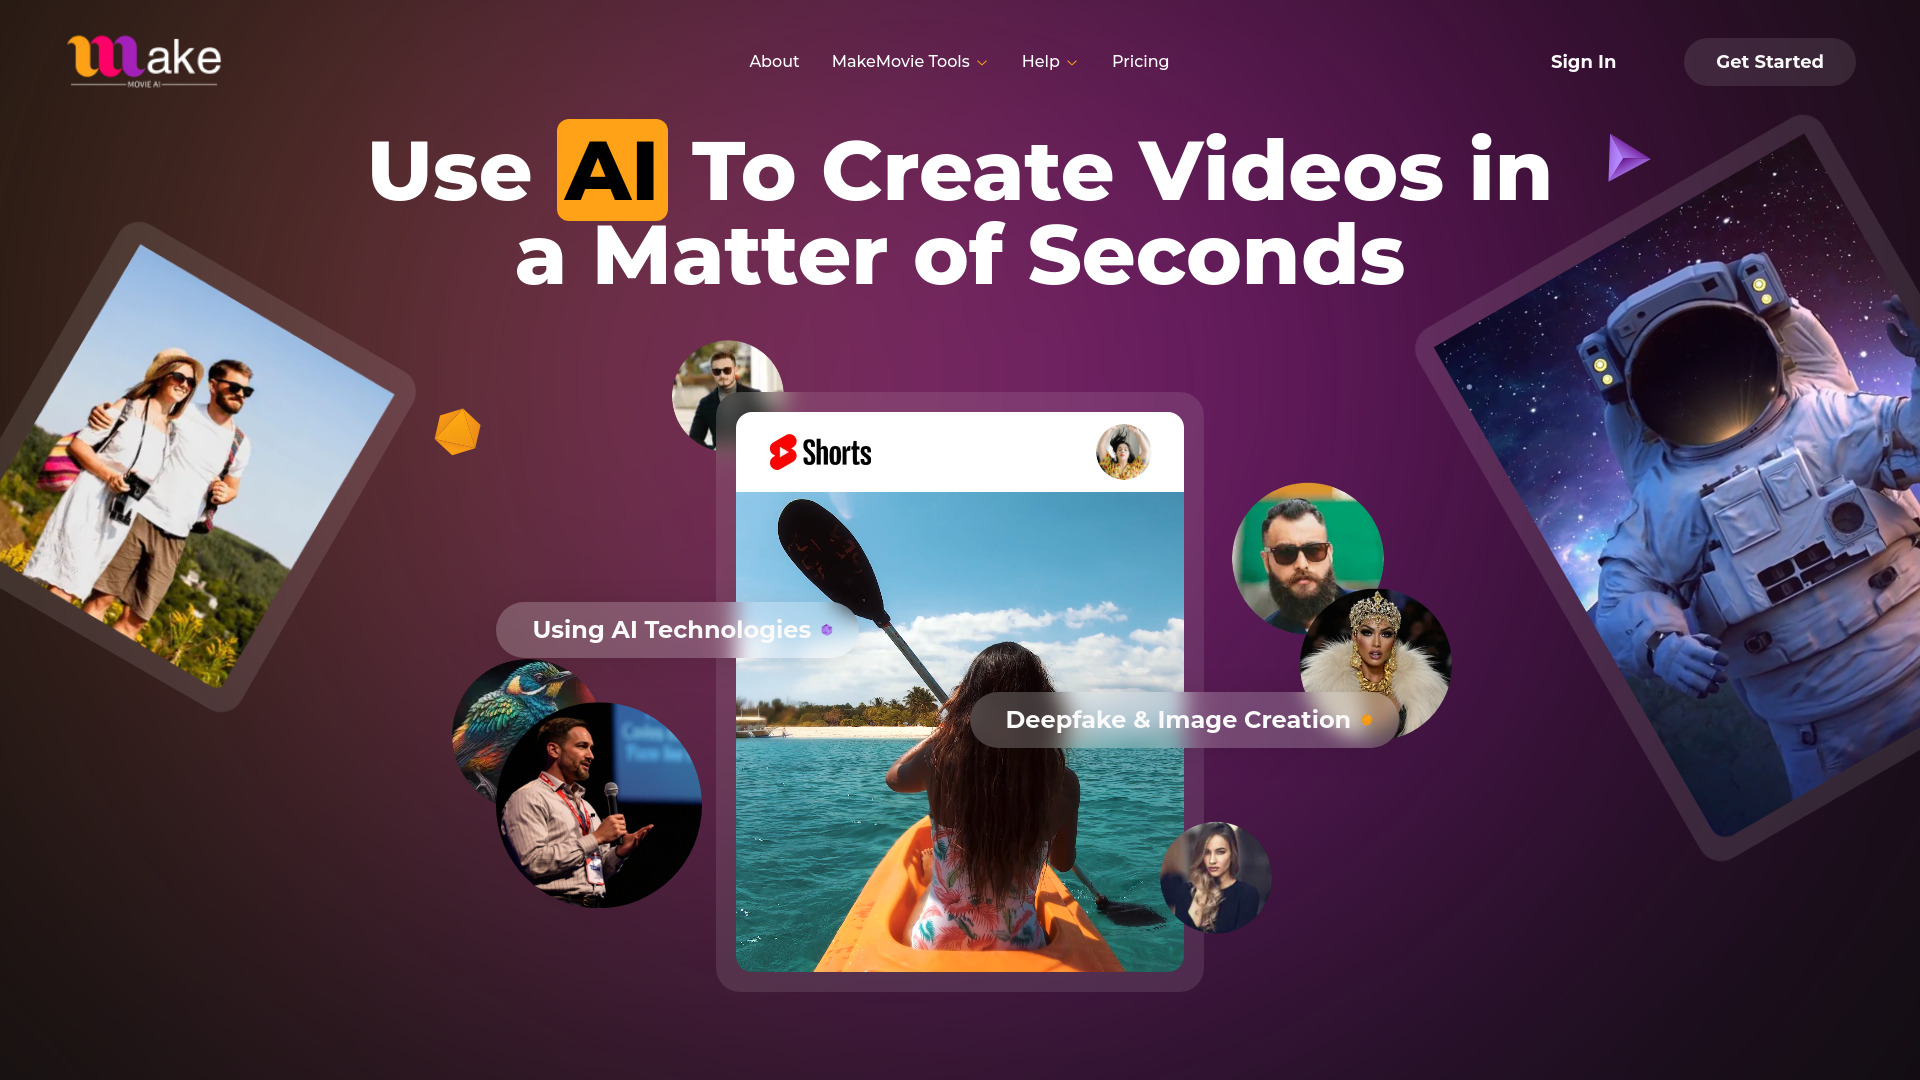 make
MOVIE AI
About
MakeMovie Tools
Help
Pricing
Sign In
Get Started
Use AI To Create Videos in
a Matter of Seconds
Shorts
Using AI Technologies
Deepfake & Image Creation